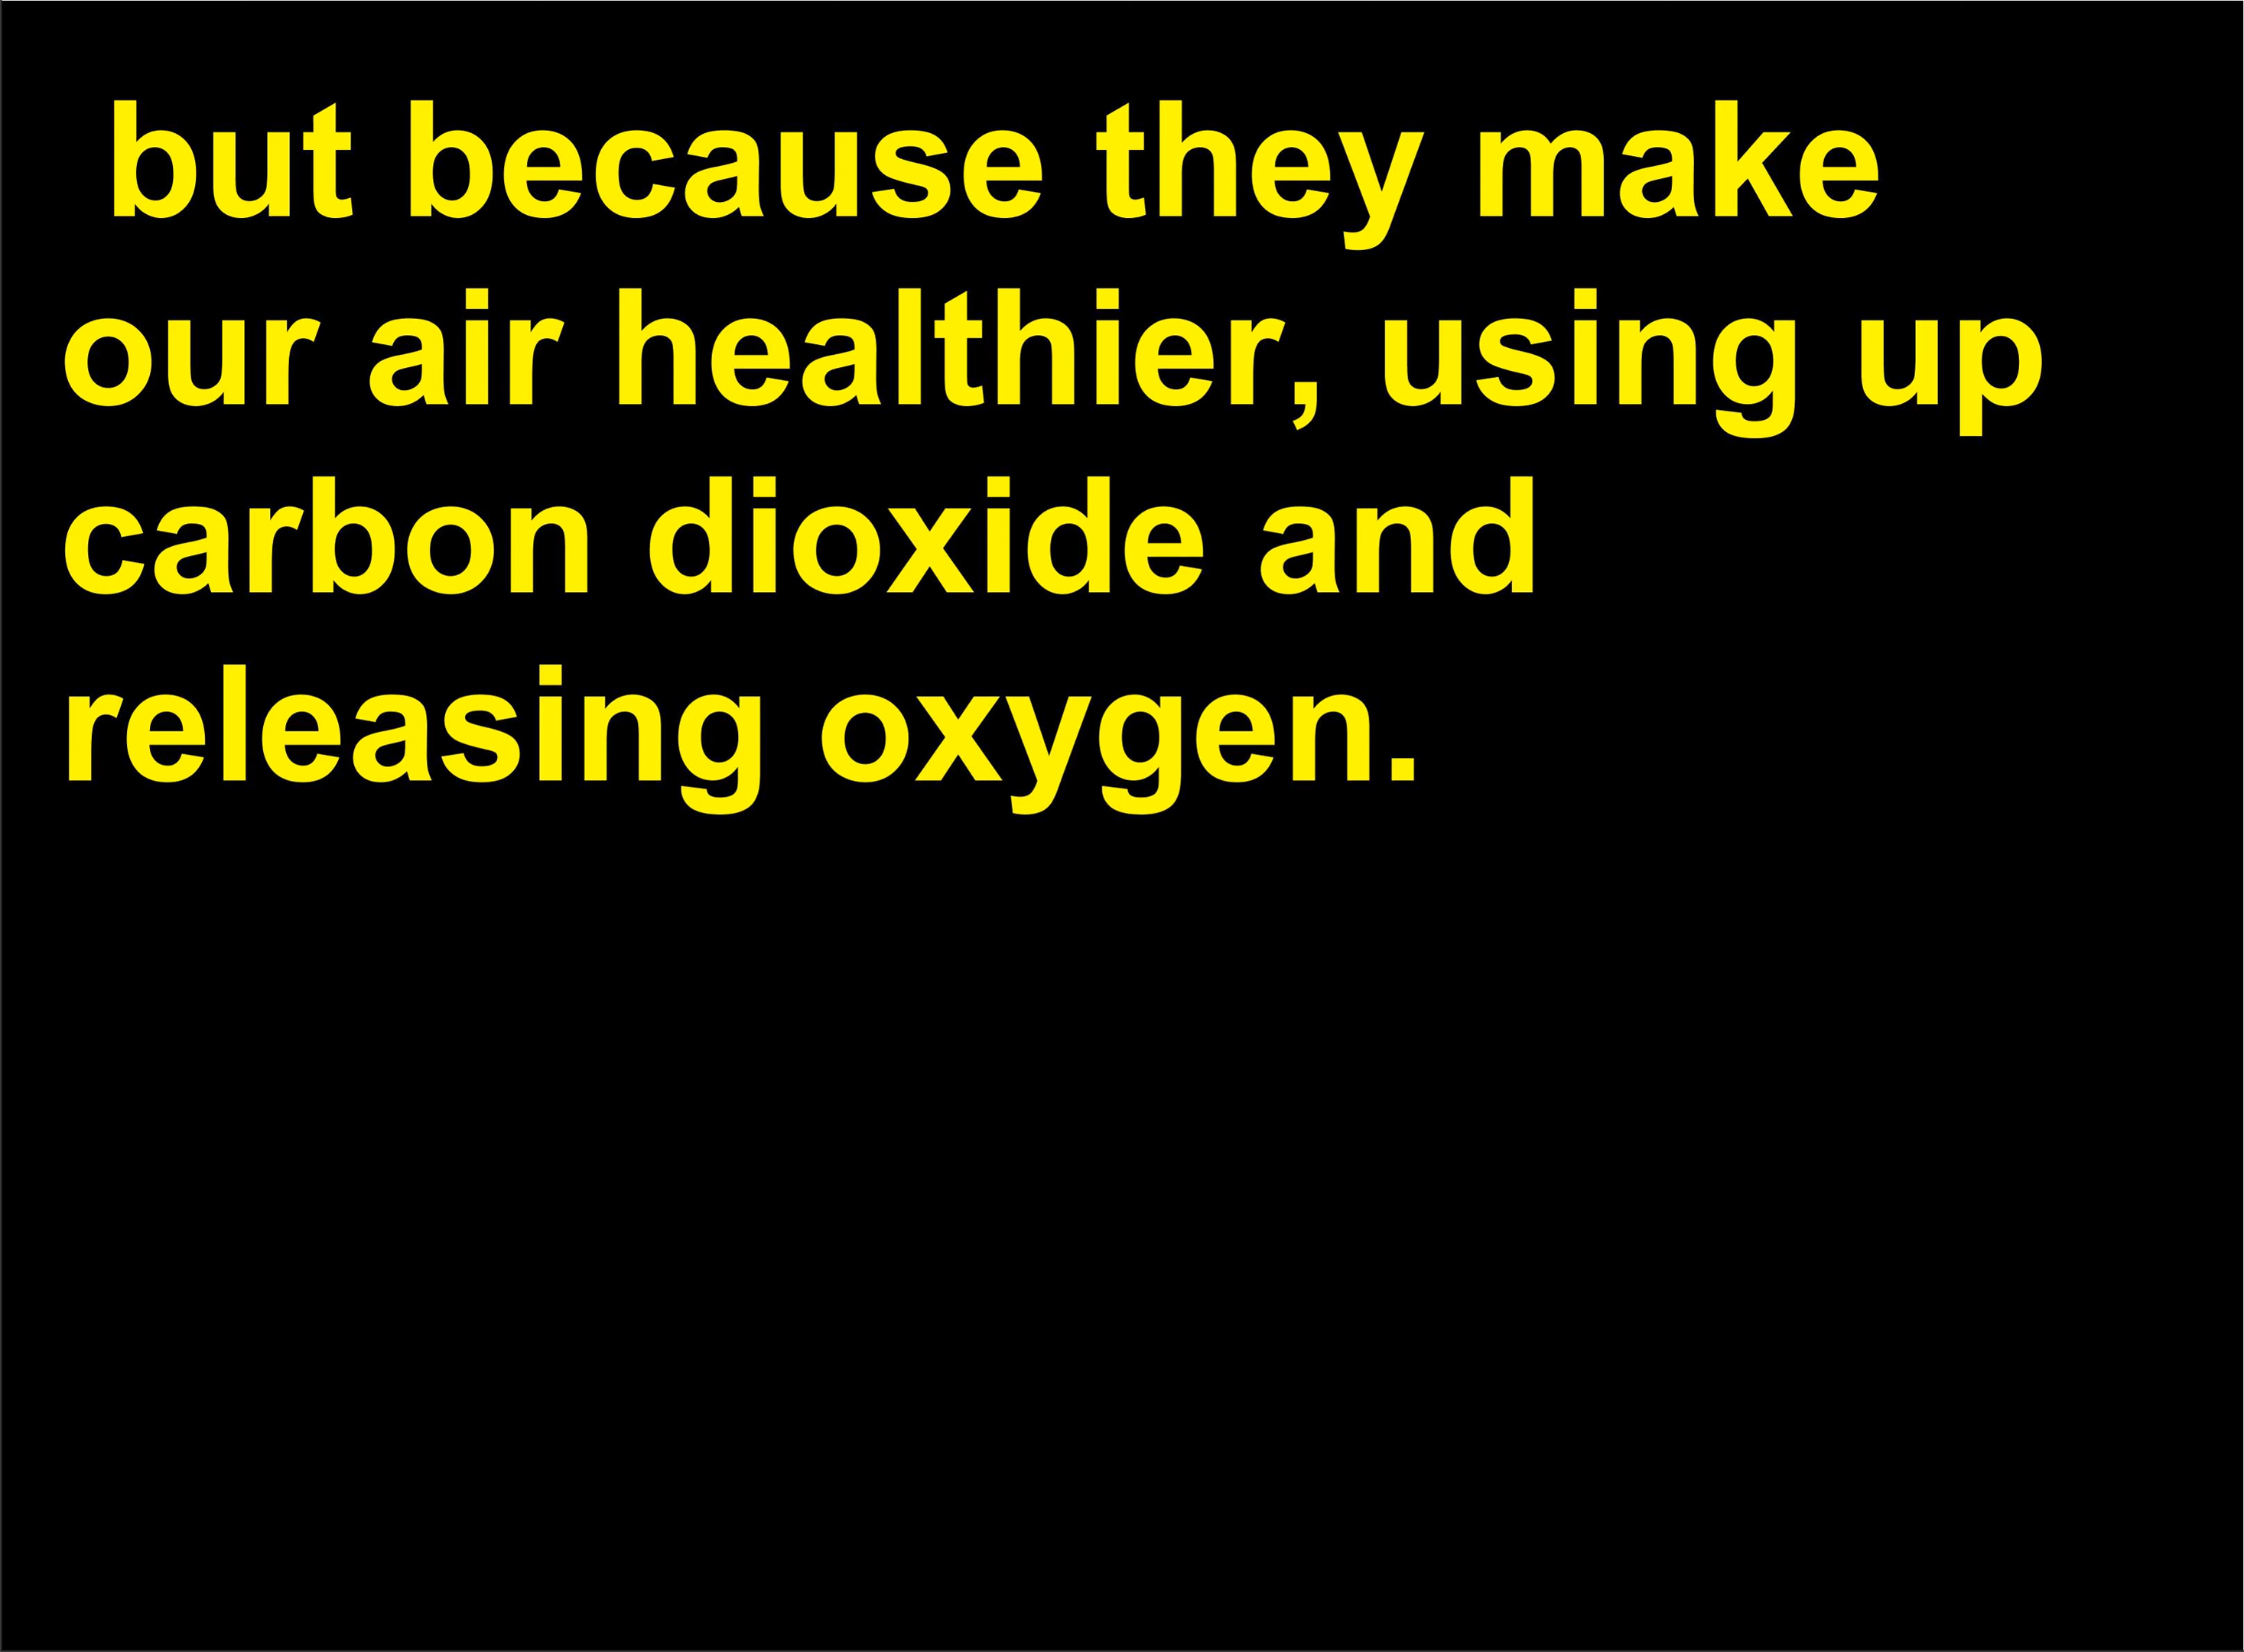 but because they make
our air healthier, using up
carbon dioxide and
releasing oxygen.